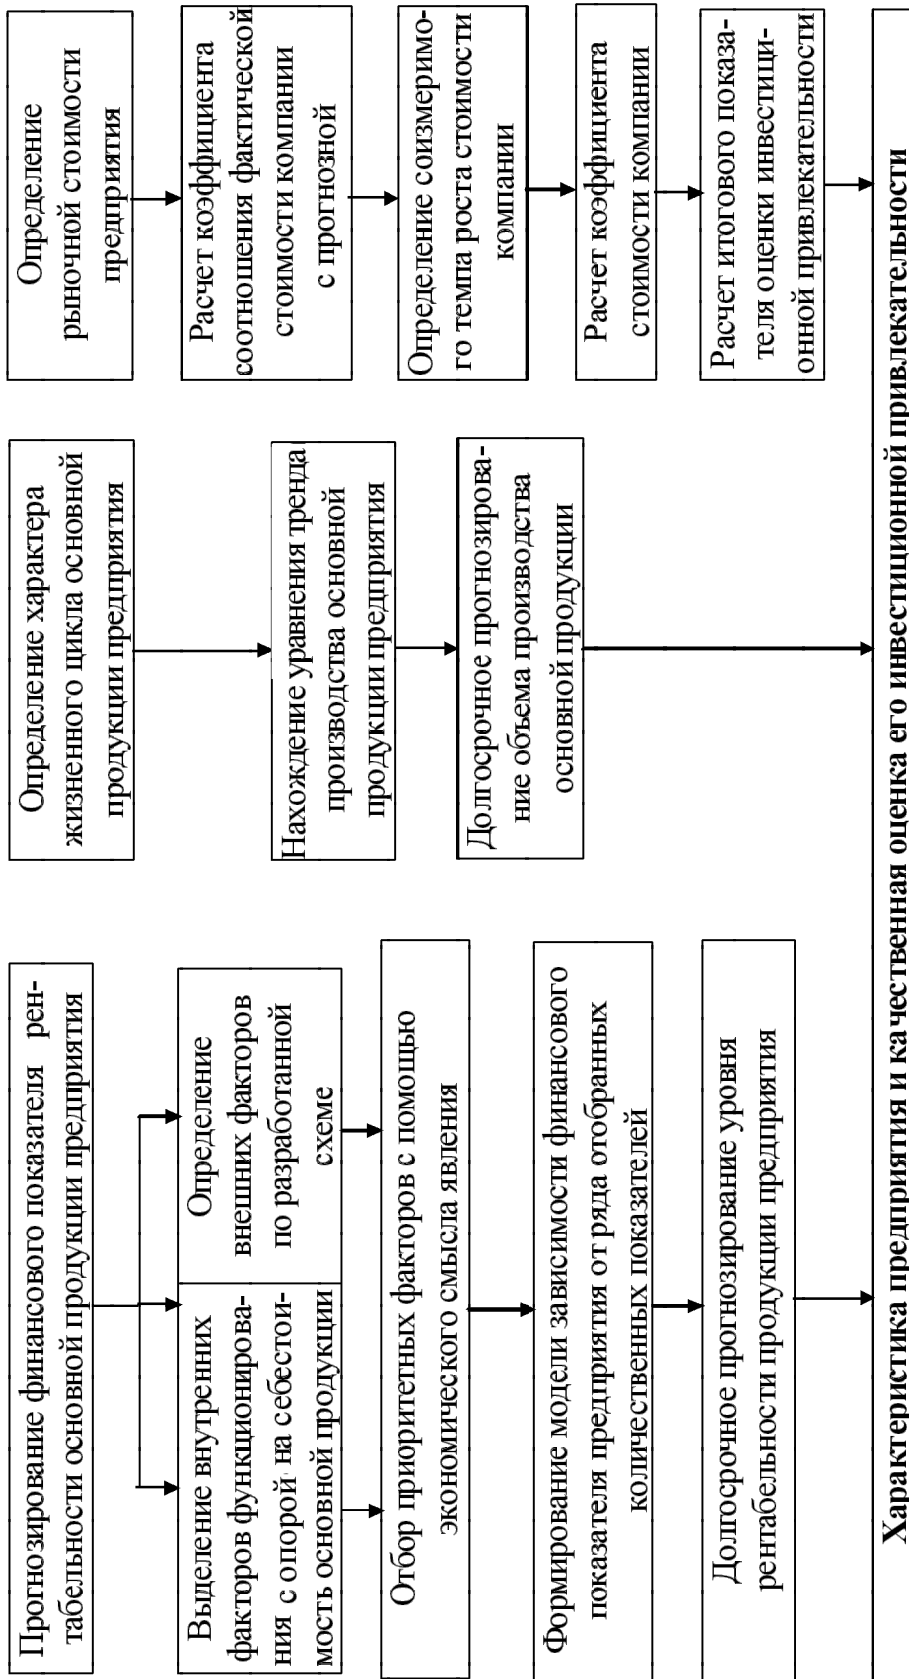 Прогнозирование финансового показателя рен-
табельности основной продукции предприятия
Выделение внутренних
факторов функционирова-
ния с опорой на себестои-
мость основной продукции
Определение
внешних факторов
по разработанной
схеме
Отбор приоритетных факторов с помощью
экономического смысла явления
Формирование модели зависимости финансового
показателя предприятия от ряда отобранных
количественных показателей
Долгосрочное прогнозирование уровня
рентабельности продукции предприятия
Определение характера
жизненного цикла основной
продукции предприятия
Нахождение уравнения тренда
производства основной
продукции предприятия
Долгосрочное прогнозирова-
ние объема производства
основной продукции
Определение
рыночной стоимости
предприятия
Расчет коэффициента
соотношения фактической
стоимости компании
с прогнозной
Определение соизмеримо-
го темпа роста стоимости
компании
Расчет коэффициента
стоимости компании
Расчет итогового показа-
теля оценки инвестици-
онной привлекательности
Характеристика предприятия и качественная оценка его инвестиционной привлекательности